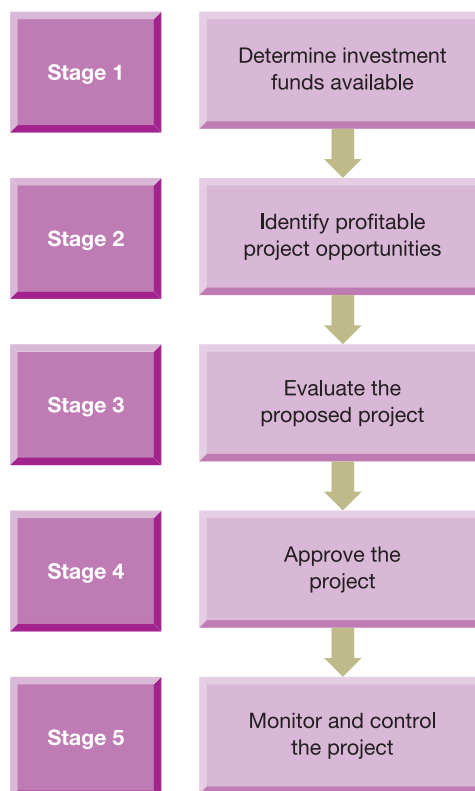 Stage 1
Determine investment
funds available
Stage 2
Identify profitable
project opportunities
Stage 3
Evaluate the
proposed project
Stage 4
Approve the
project
Stage 5
Monitor and control
the project